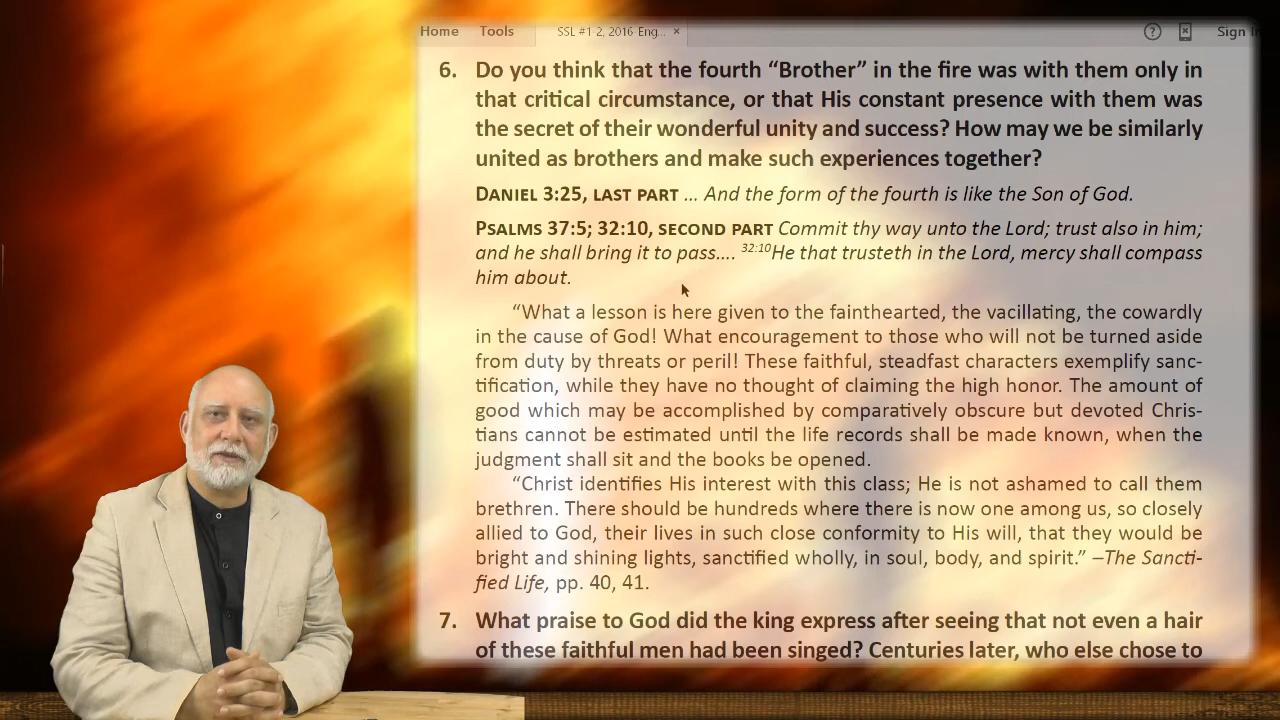 Home Tools SSL #1-2, 2016 Eng... × ? Sign In
6. Do you think that the fourth “Brother” in the fire was with them only in
that critical circumstance, or that His constant presence with them was
the secret of their wonderful unity and success? How may we be similarly
united as brothers and make such experiences together?
DANIEL 3:25, LAST PART ... And the form of the fourth is like the Son of God.
PSALMS 37:5; 32:10, SECOND PART Commit thy way unto the Lord; trust also in him;
and he shall bring it to pass.... 32:10He that trusteth in the Lord, mercy shall compass
him about.
“What a lesson is here given to the fainthearted, the vacillating, the cowardly
in the cause of God! What encouragement to those who will not be turned aside
from duty by threats or peril! These faithful, steadfast characters exemplify sanc-
tification, while they have no thought of claiming the high honor. The amount of
good which may be accomplished by comparatively obscure but devoted Chris-
tians cannot be estimated until the life records shall be made known, when the
judgment shall sit and the books be opened.
“Christ identifies His interest with this class; He is not ashamed to call them
brethren. There should be hundreds where there is now one among us, so closely
allied to God, their lives in such close conformity to His will, that they would be
bright and shining lights, sanctified wholly, in soul, body, and spirit.” –The Sancti-
fied Life, pp. 40, 41.
7. What praise to God did the king express after seeing that not even a hair
of these faithful men had been singed? Centuries later, who else chose to